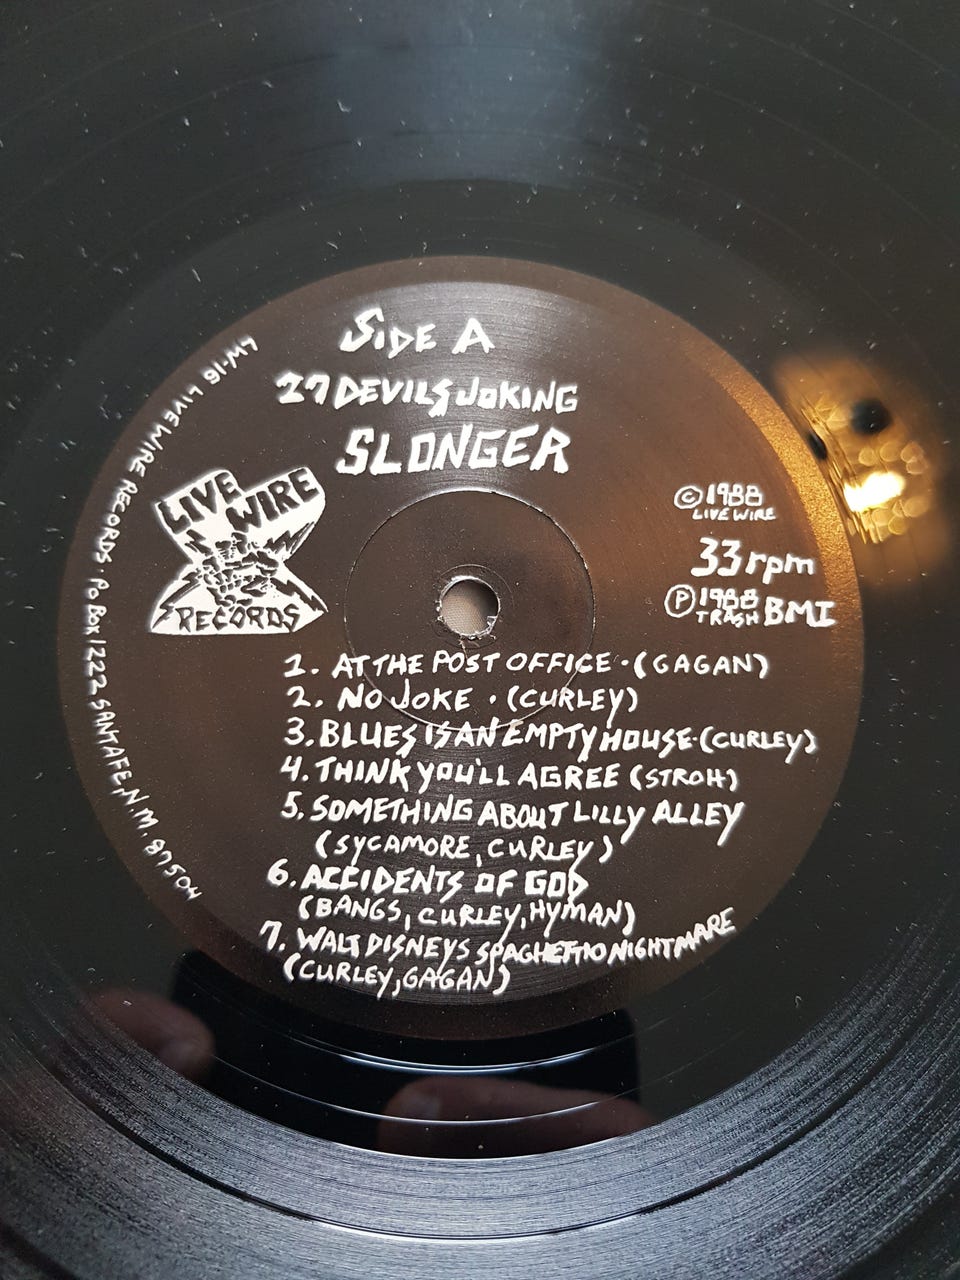 SIDE A
27 DEVILS JOKING
SLONGER
LW-16 LIVE WIRE RECORDS · PO BOX 1222 SANTA FE, N.M. 87504
LIVE WIRE
RECORDS
© 1988
LIVE WIRE
33 rpm
Ⓟ 1988 BMI
TRASH
1. AT THE POST OFFICE · (GAGAN)
2. NO JOKE · (CURLEY)
3. BLUES IS AN EMPTY HOUSE · (CURLEY)
4. THINK YOU'LL AGREE (STROH)
5. SOMETHING ABOUT LILLY ALLEY
(SYCAMORE, CURLEY)
6. ACCIDENTS OF GOD
(BANGS, CURLEY, HYMAN)
7. WALT DISNEYS SPAGHETTIO NIGHTMARE
(CURLEY, GAGAN)